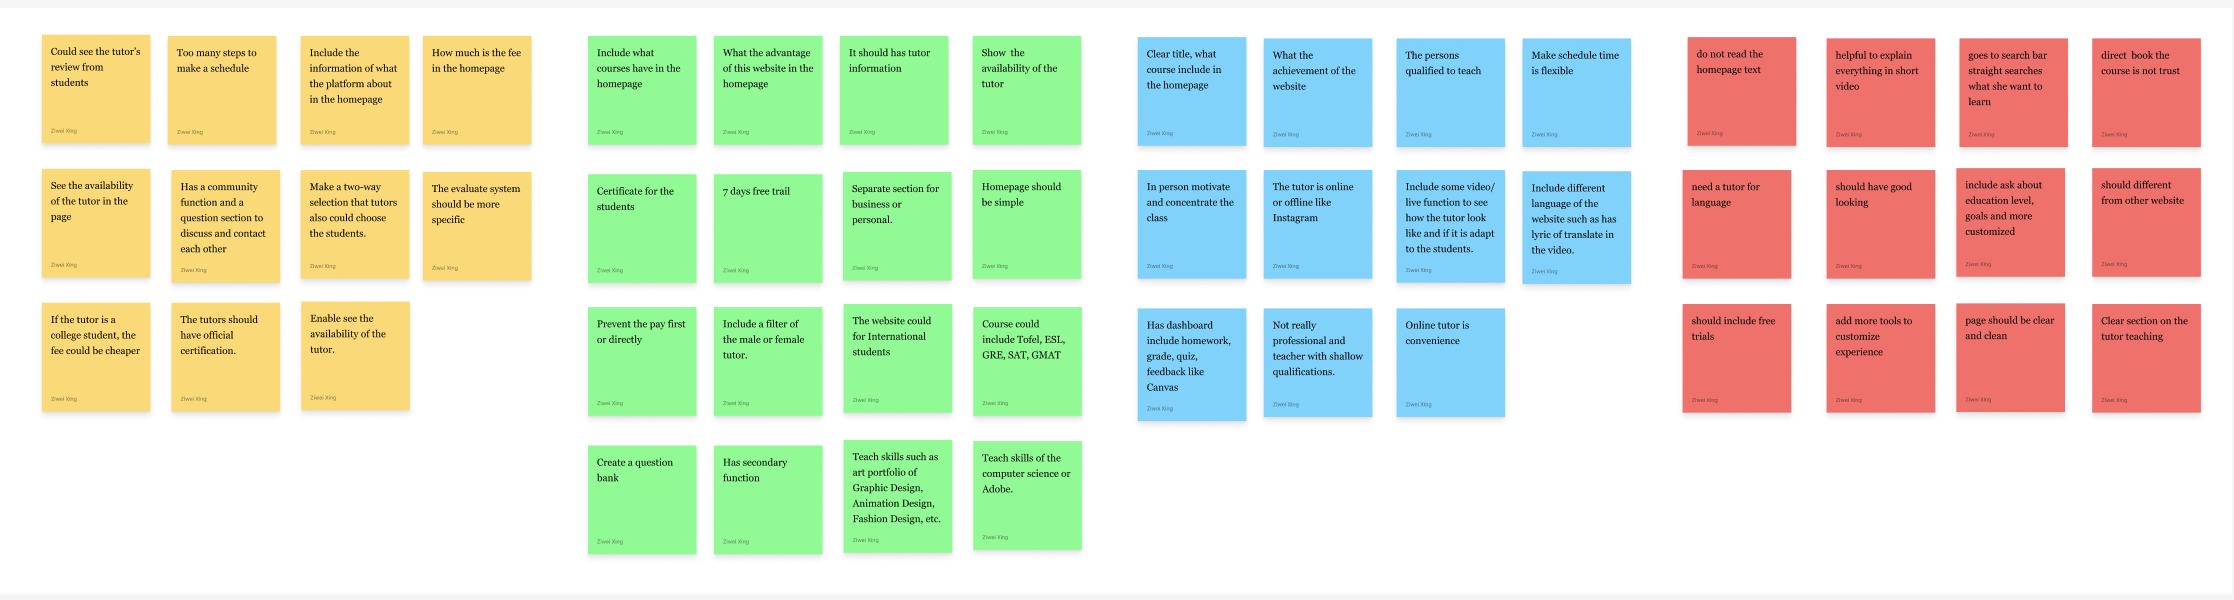 Could see the tutor's
review from
students
Ziwei Xing
Too many steps to
make a schedule
Ziwei Xing
Include the
information of what
the platform about
in the homepage
Ziwei Xing
How much is the fee
in the homepage
Ziwei Xing
See the availability
of the tutor in the
page
Ziwei Xing
Has a community
function and a
question section to
discuss and contact
each other
Ziwei Xing
Make a two-way
selection that tutors
also could choose
the students.
Ziwei Xing
The evaluate system
should be more
specific
Ziwei Xing
If the tutor is a
college student, the
fee could be cheaper
Ziwei Xing
The tutors should
have official
certification.
Ziwei Xing
Enable see the
availability of the
tutor.
Ziwei Xing
Include what
courses have in the
homepage
Ziwei Xing
What the advantage
of this website in the
homepage
Ziwei Xing
It should has tutor
information
Ziwei Xing
Show the
availability of the
tutor
Ziwei Xing
Certificate for the
students
Ziwei Xing
7 days free trail
Ziwei Xing
Separate section for
business or
personal.
Ziwei Xing
Homepage should
be simple
Ziwei Xing
Prevent the pay first
or directly
Ziwei Xing
Include a filter of
the male or female
tutor.
Ziwei Xing
The website could
for International
students
Ziwei Xing
Course could
include Tofel, ESL,
GRE, SAT, GMAT
Ziwei Xing
Create a question
bank
Ziwei Xing
Has secondary
function
Ziwei Xing
Teach skills such as
art portfolio of
Graphic Design,
Animation Design,
Fashion Design, etc.
Ziwei Xing
Teach skills of the
computer science or
Adobe.
Ziwei Xing
Clear title, what
course include in
the homepage
Ziwei Xing
What the
achievement of the
website
Ziwei Xing
The persons
qualified to teach
Ziwei Xing
Make schedule time
is flexible
Ziwei Xing
In person motivate
and concentrate the
class
Ziwei Xing
The tutor is online
or offline like
Instagram
Ziwei Xing
Include some video/
live function to see
how the tutor look
like and if it is adapt
to the students.
Ziwei Xing
Include different
language of the
website such as has
lyric of translate in
the video.
Ziwei Xing
Has dashboard
include homework,
grade, quiz,
feedback like
Canvas
Ziwei Xing
Not really
professional and
teacher with shallow
qualifications.
Ziwei Xing
Online tutor is
convenience
Ziwei Xing
do not read the
homepage text
Ziwei Xing
helpful to explain
everything in short
video
Ziwei Xing
goes to search bar
straight searches
what she want to
learn
Ziwei Xing
direct book the
course is not trust
Ziwei Xing
need a tutor for
language
Ziwei Xing
should have good
looking
Ziwei Xing
include ask about
education level,
goals and more
customized
Ziwei Xing
should different
from other website
Ziwei Xing
should include free
trials
Ziwei Xing
add more tools to
customize
experience
Ziwei Xing
page should be clear
and clean
Ziwei Xing
Clear section on the
tutor teaching
Ziwei Xing